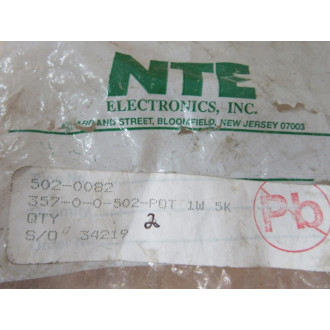 NTE
ELECTRONICS, INC.
AND STREET, BLOOMFIELD, NEW JERSEY 07003
502-0082
357-0-0-502-POT 1W 5K
QTY 2
S/O 34219
Pb